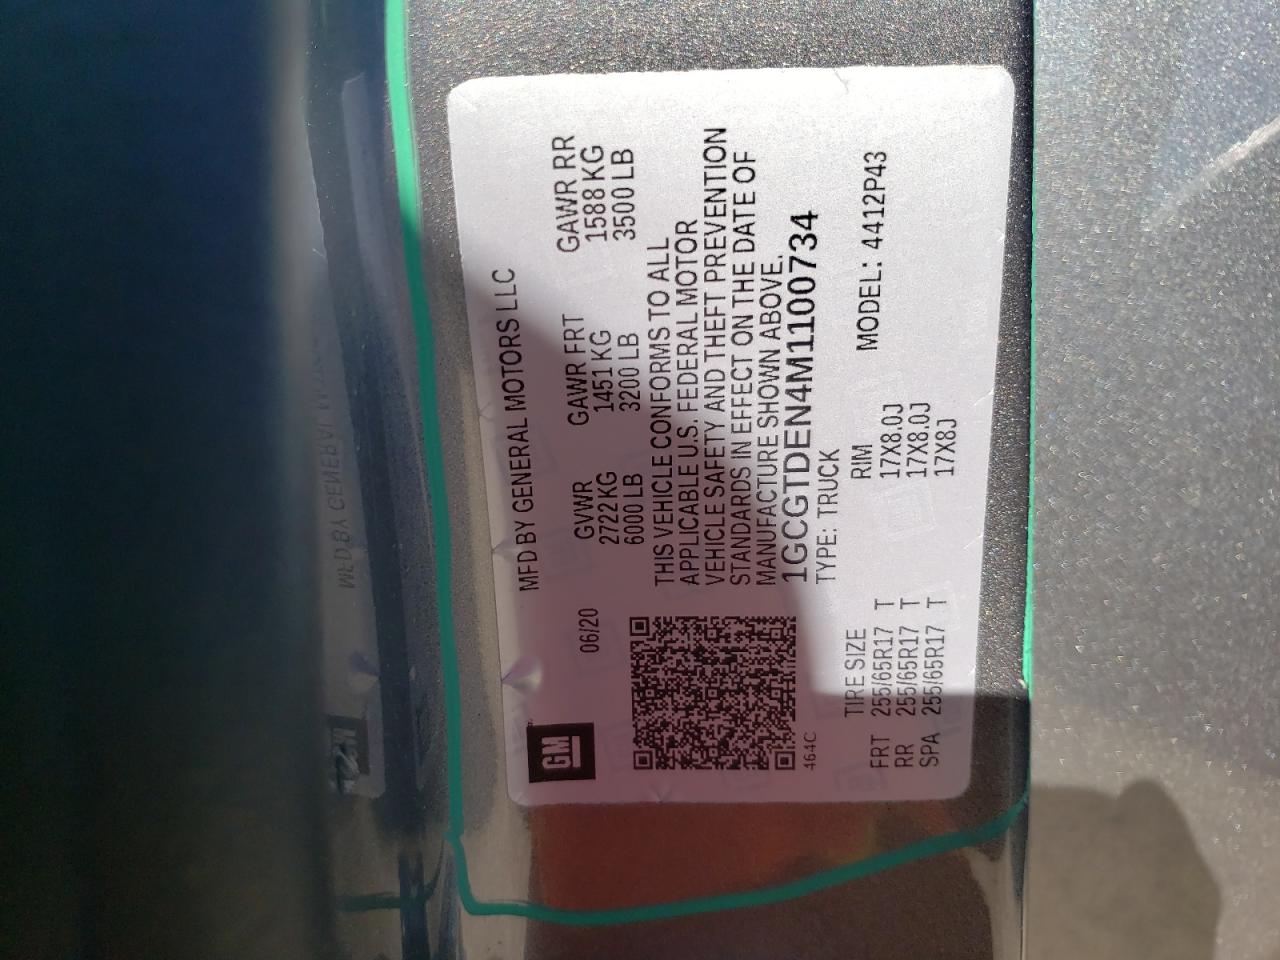 GM
MFD BY GENERAL MOTORS LLC
06/20
GVWR GAWR FRT GAWR RR
2722 KG 1451 KG 1588 KG
6000 LB 3200 LB 3500 LB
THIS VEHICLE CONFORMS TO ALL
APPLICABLE U.S. FEDERAL MOTOR
VEHICLE SAFETY AND THEFT PREVENTION
STANDARDS IN EFFECT ON THE DATE OF
MANUFACTURE SHOWN ABOVE.
1GCGTDEN4M1100734
464C
TYPE: TRUCK
MODEL: 4412P43
TIRE SIZE RIM
FRT 255/65R17 T 17X8.0J
RR 255/65R17 T 17X8.0J
SPA 255/65R17 T 17X8J